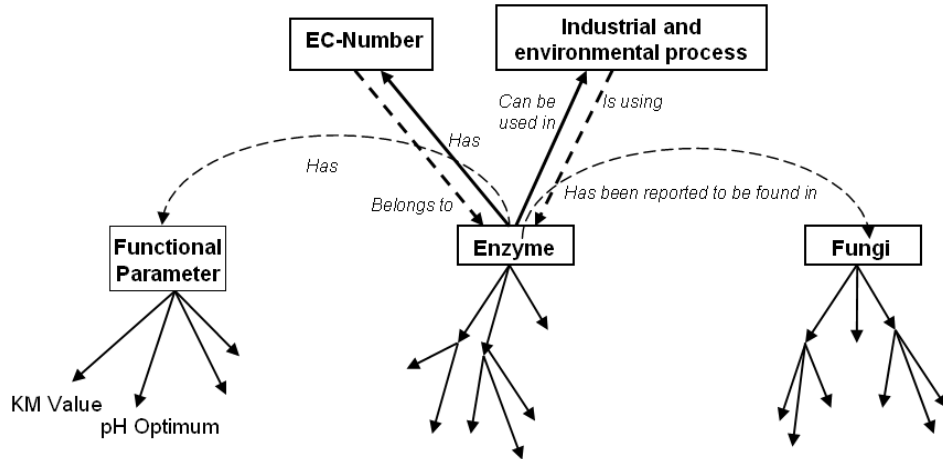 EC-Number
Industrial and
environmental process
Can be
used in
Is using
Has
Has
Belongs to
Has been reported to be found in
Functional
Parameter
Enzyme
Fungi
KM Value
pH Optimum